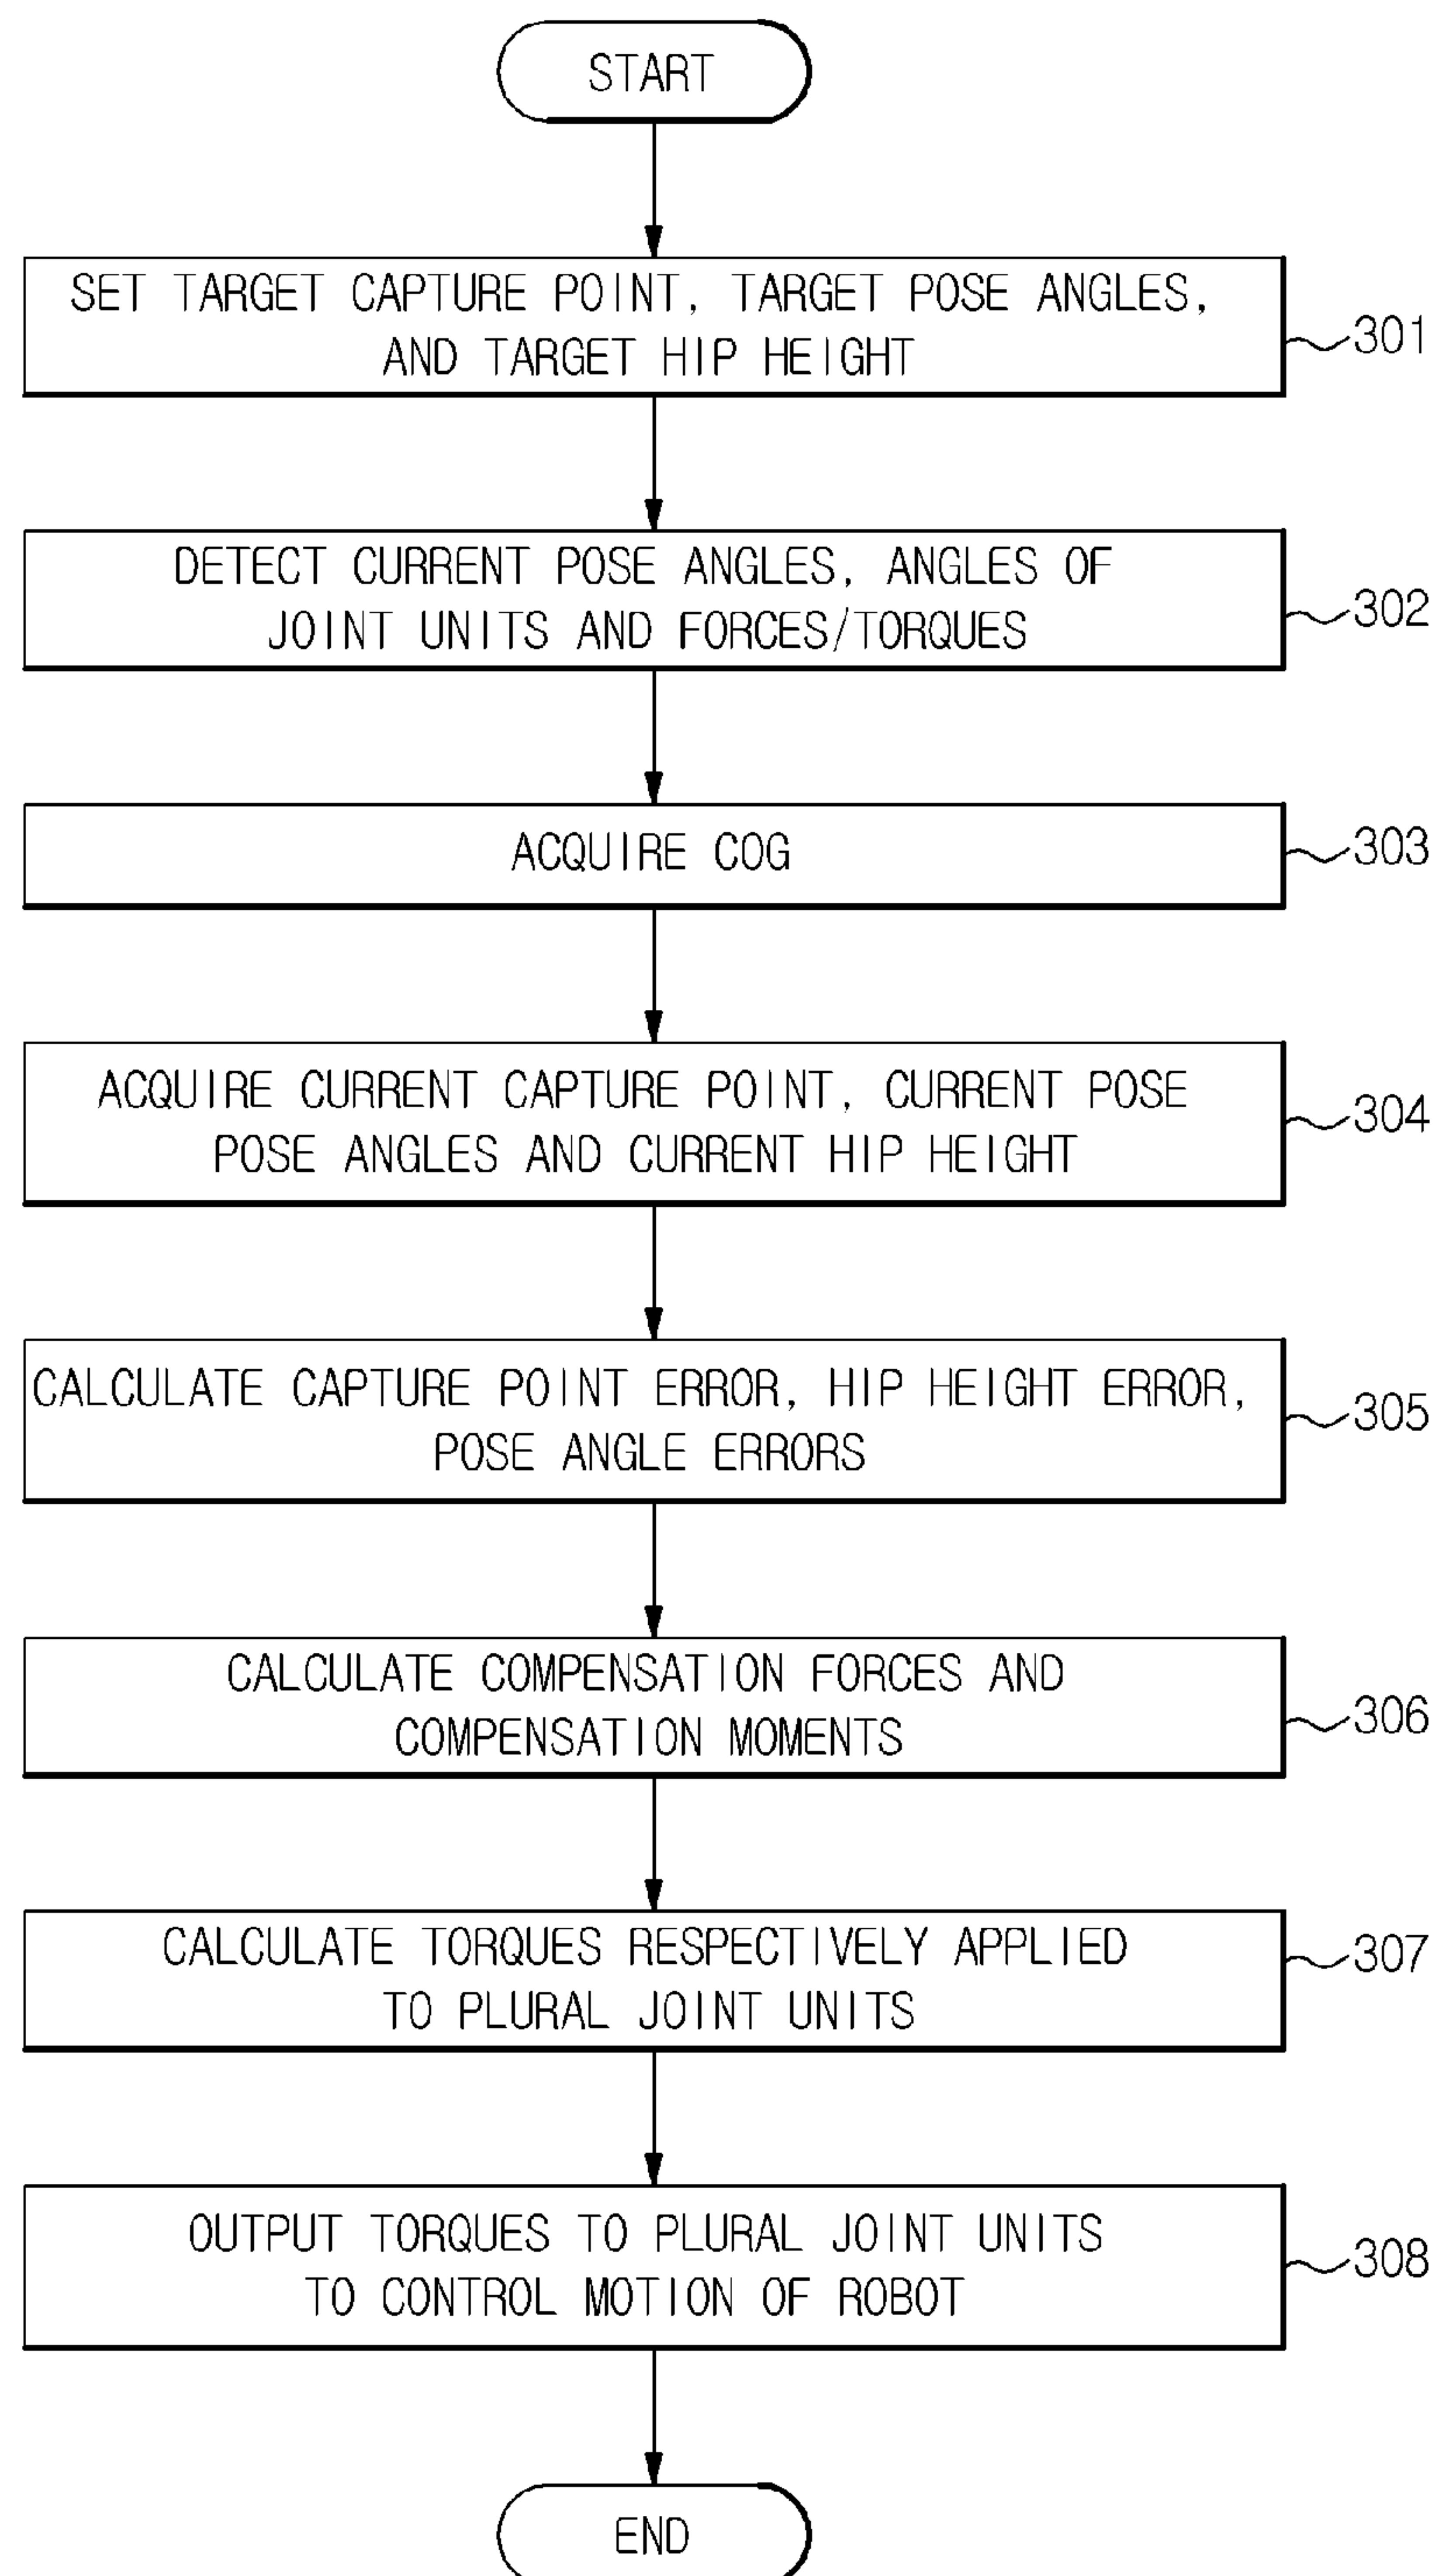 START
SET TARGET CAPTURE POINT, TARGET POSE ANGLES,
AND TARGET HIP HEIGHT
301
DETECT CURRENT POSE ANGLES, ANGLES OF
JOINT UNITS AND FORCES/TORQUES
302
ACQUIRE COG
303
ACQUIRE CURRENT CAPTURE POINT, CURRENT POSE
POSE ANGLES AND CURRENT HIP HEIGHT
304
CALCULATE CAPTURE POINT ERROR, HIP HEIGHT ERROR,
POSE ANGLE ERRORS
305
CALCULATE COMPENSATION FORCES AND
COMPENSATION MOMENTS
306
CALCULATE TORQUES RESPECTIVELY APPLIED
TO PLURAL JOINT UNITS
307
OUTPUT TORQUES TO PLURAL JOINT UNITS
TO CONTROL MOTION OF ROBOT
308
END